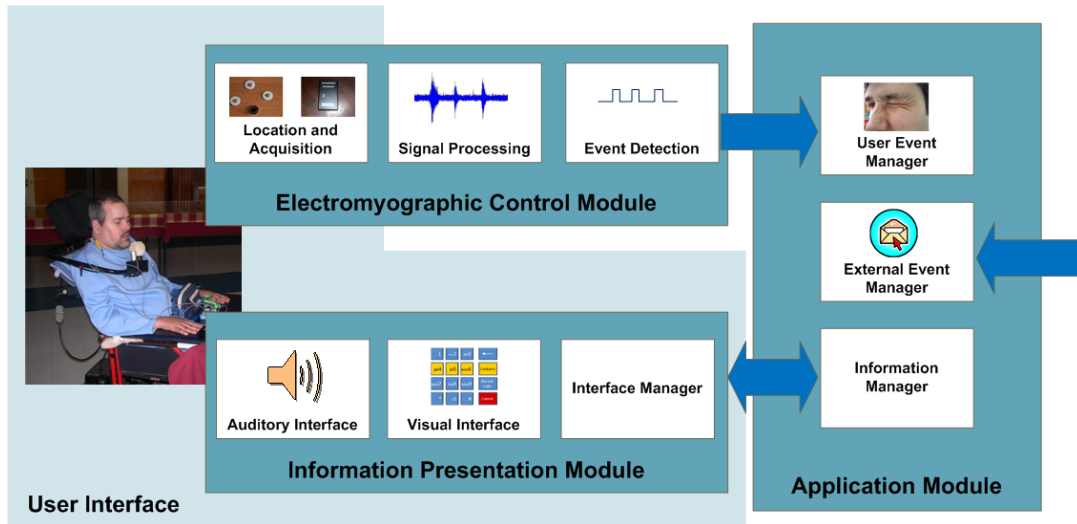 Location and
Acquisition
Signal Processing
Event Detection
Electromyographic Control Module
User Event
Manager
External Event
Manager
Information
Manager
Application Module
Auditory Interface
Visual Interface
Interface Manager
Information Presentation Module
User Interface